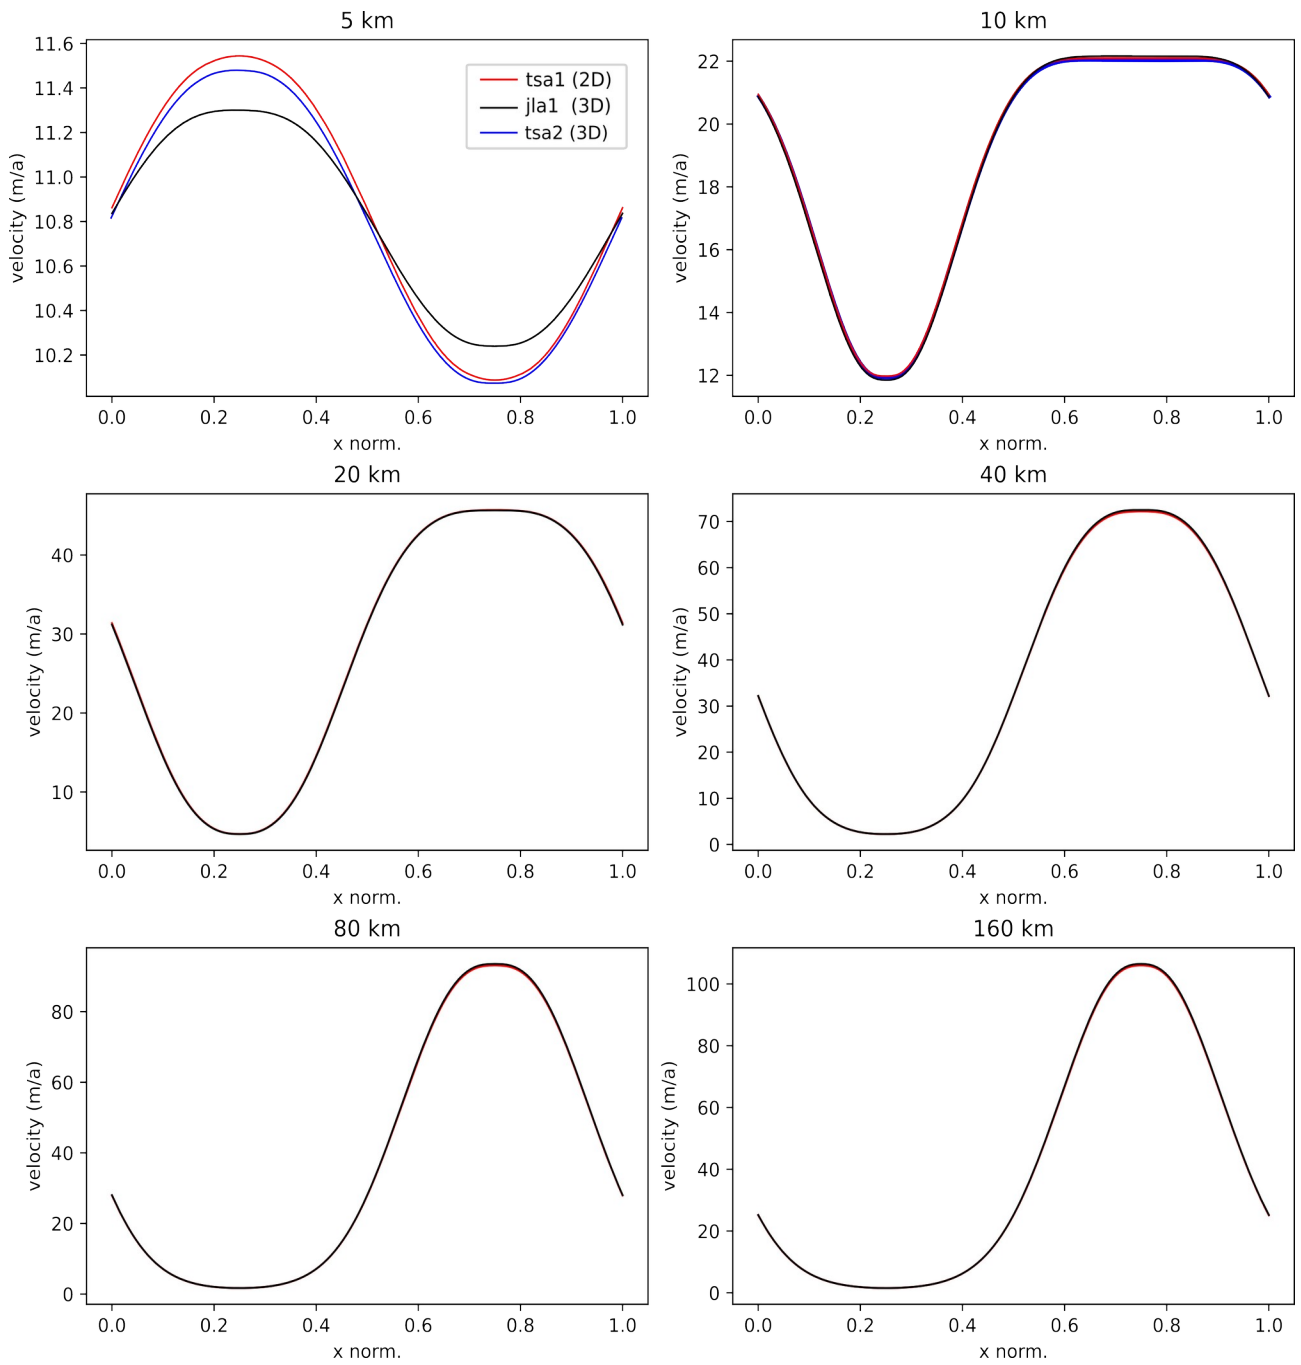 5 km
11.6
11.4
11.2
11.0
10.8
10.6
10.4
10.2
velocity (m/a)
tsa1 (2D)
jla1 (3D)
tsa2 (3D)
0.0 0.2 0.4 0.6 0.8 1.0
x norm.
10 km
22
20
18
16
14
12
velocity (m/a)
0.0 0.2 0.4 0.6 0.8 1.0
x norm.
20 km
40
30
20
10
velocity (m/a)
0.0 0.2 0.4 0.6 0.8 1.0
x norm.
40 km
70
60
50
40
30
20
10
0
velocity (m/a)
0.0 0.2 0.4 0.6 0.8 1.0
x norm.
80 km
80
60
40
20
0
velocity (m/a)
0.0 0.2 0.4 0.6 0.8 1.0
x norm.
160 km
100
80
60
40
20
0
velocity (m/a)
0.0 0.2 0.4 0.6 0.8 1.0
x norm.